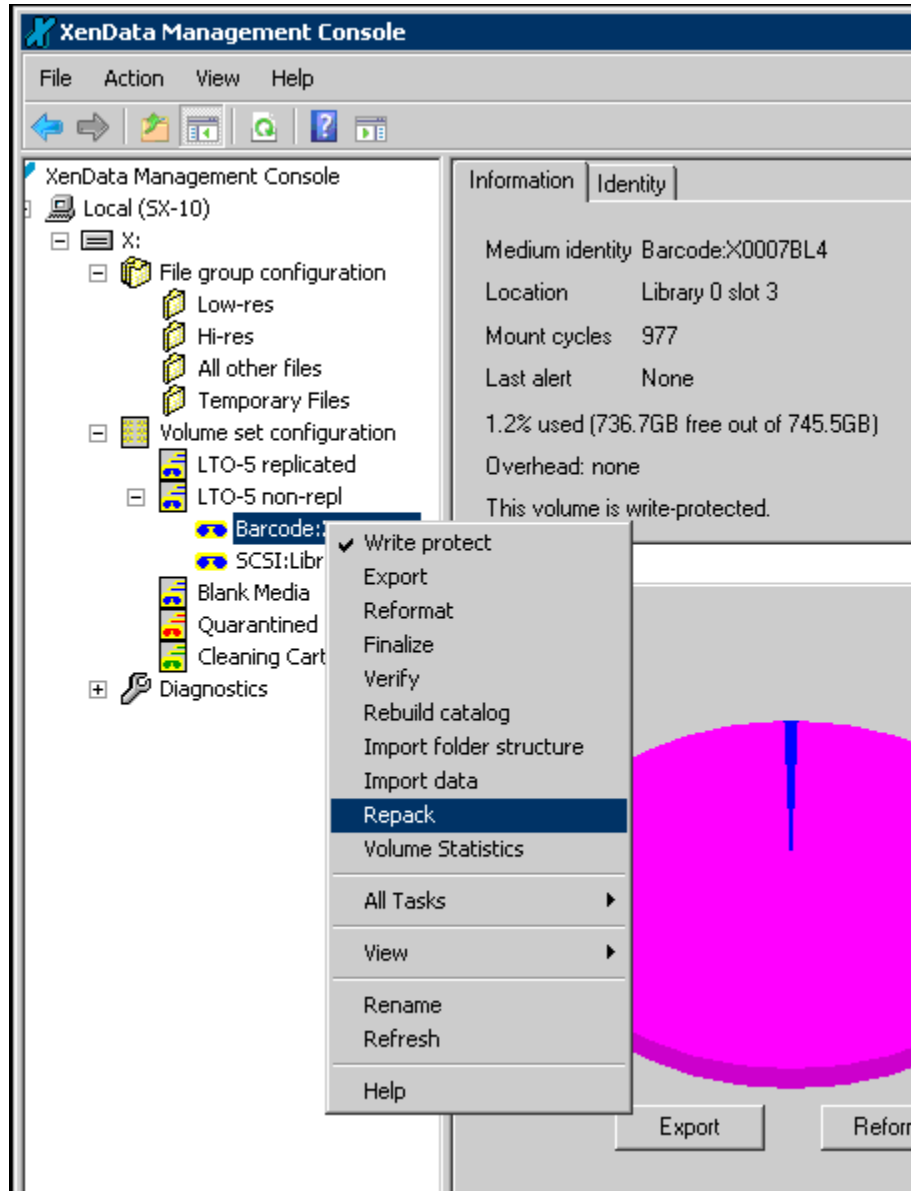 XenData Management Console
File Action View Help
XenData Management Console
Local (SX-10)
X:
File group configuration
Low-res
Hi-res
All other files
Temporary Files
Volume set configuration
LTO-5 replicated
LTO-5 non-repl
Barcode:
SCSI:Libr
Blank Media
Quarantined
Cleaning Cart
Diagnostics
Information Identity
Medium identity Barcode:X0007BL4
Location Library 0 slot 3
Mount cycles 977
Last alert None
1.2% used (736.7GB free out of 745.5GB)
Overhead: none
This volume is write-protected.
Write protect
Export
Reformat
Finalize
Verify
Rebuild catalog
Import folder structure
Import data
Repack
Volume Statistics
All Tasks
View
Rename
Refresh
Help
Export Refor